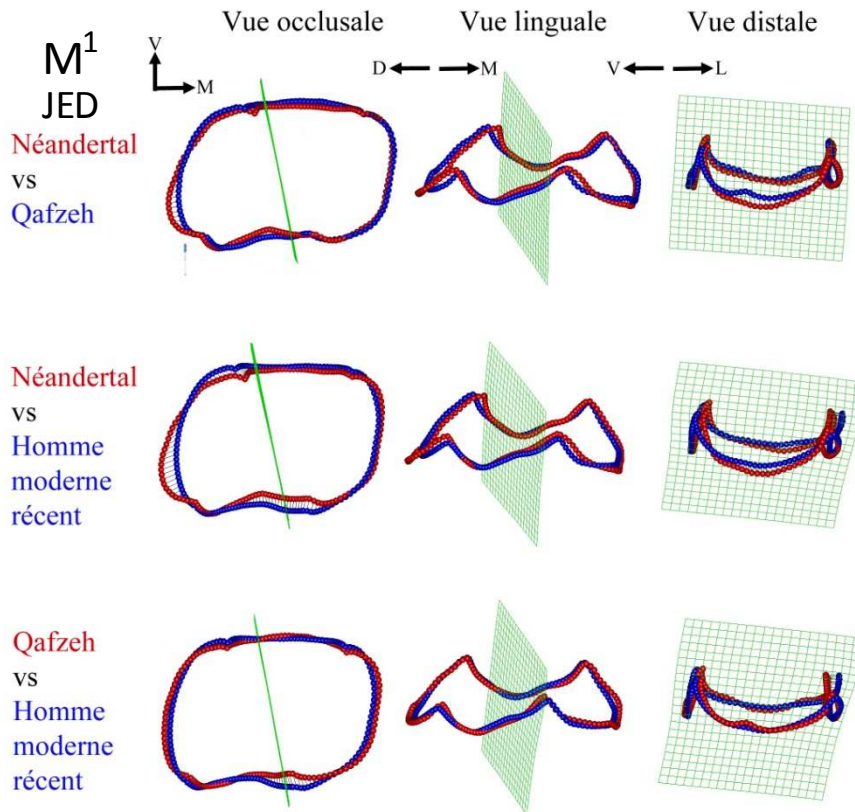 Vue occlusale Vue linguale Vue distale
M¹
JED
V
M
D M
V L
Néandertal
vs
Qafzeh
Néandertal
vs
Homme
moderne
récent
Qafzeh
vs
Homme
moderne
récent